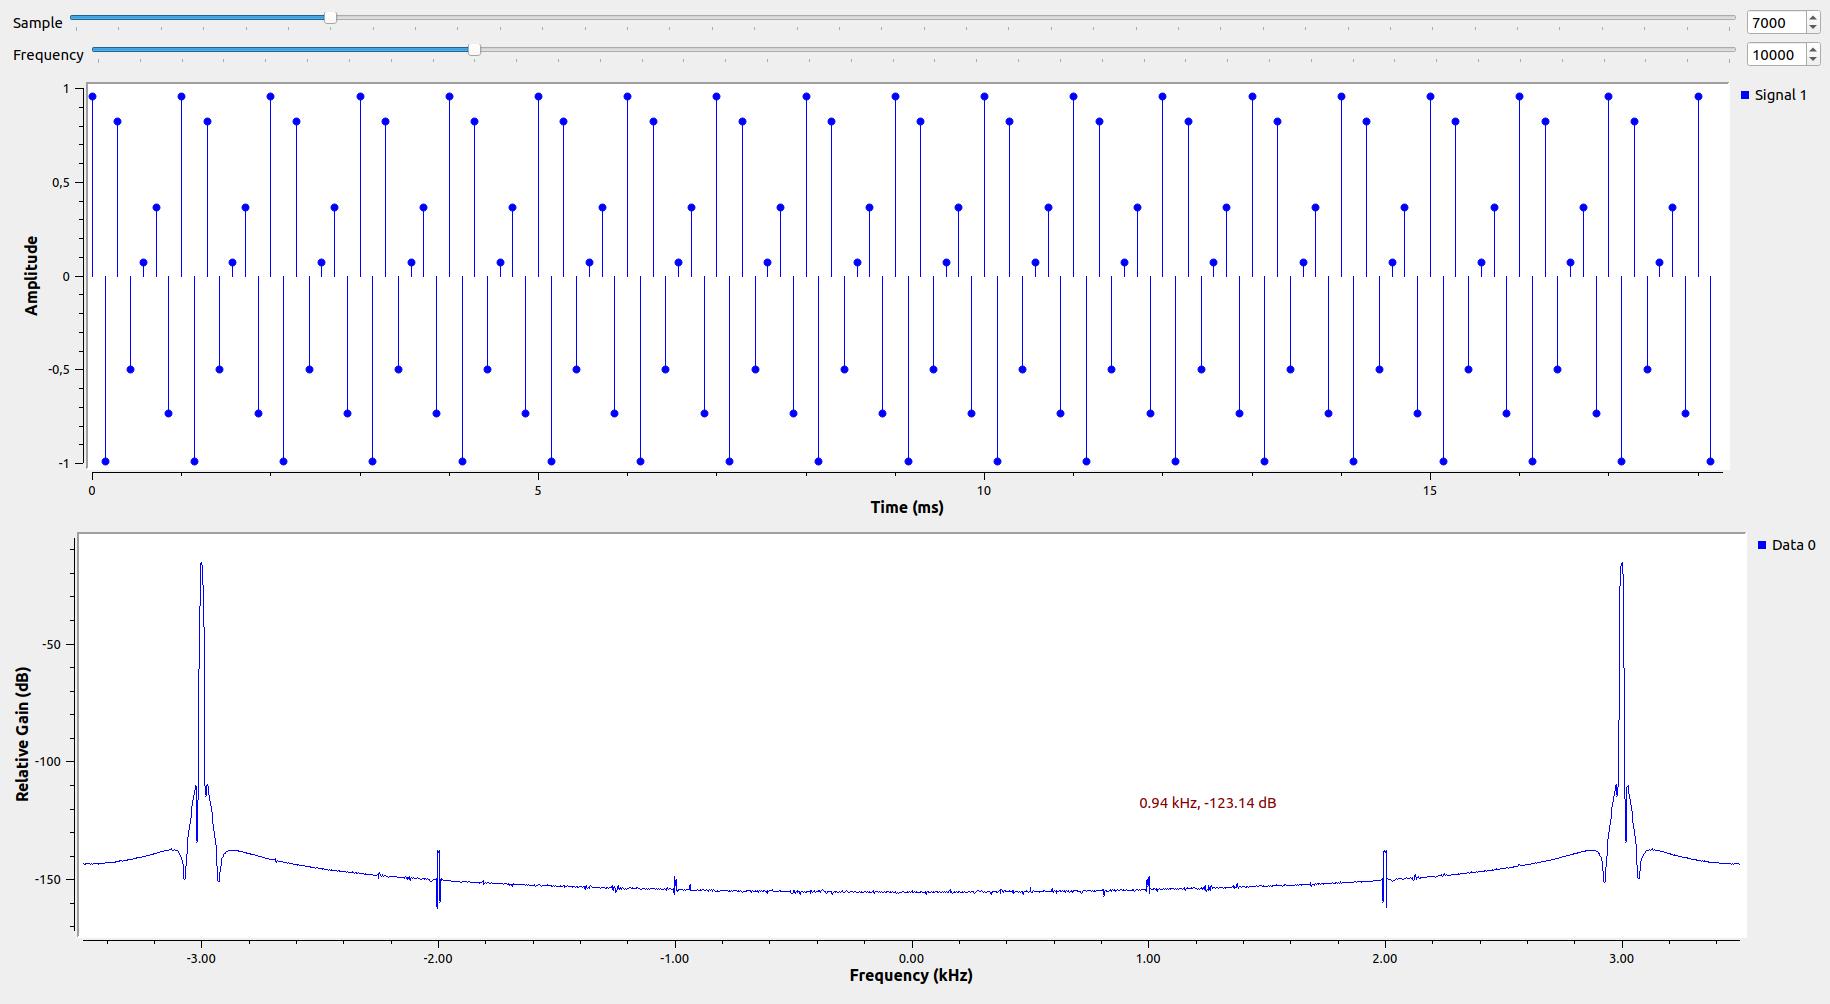 Sample
7000
Frequency
10000
1
0,5
0
-0,5
-1
Amplitude
Signal 1
0 5 10 15
Time (ms)
Data 0
-50
-100
-150
Relative Gain (dB)
0.94 kHz, -123.14 dB
-3.00 -2.00 -1.00 0.00 1.00 2.00 3.00
Frequency (kHz)